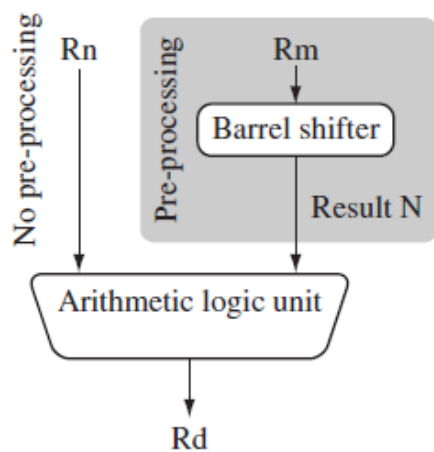 No pre-processing
Rn
Pre-processing
Rm
Barrel shifter
Result N
Arithmetic logic unit
Rd